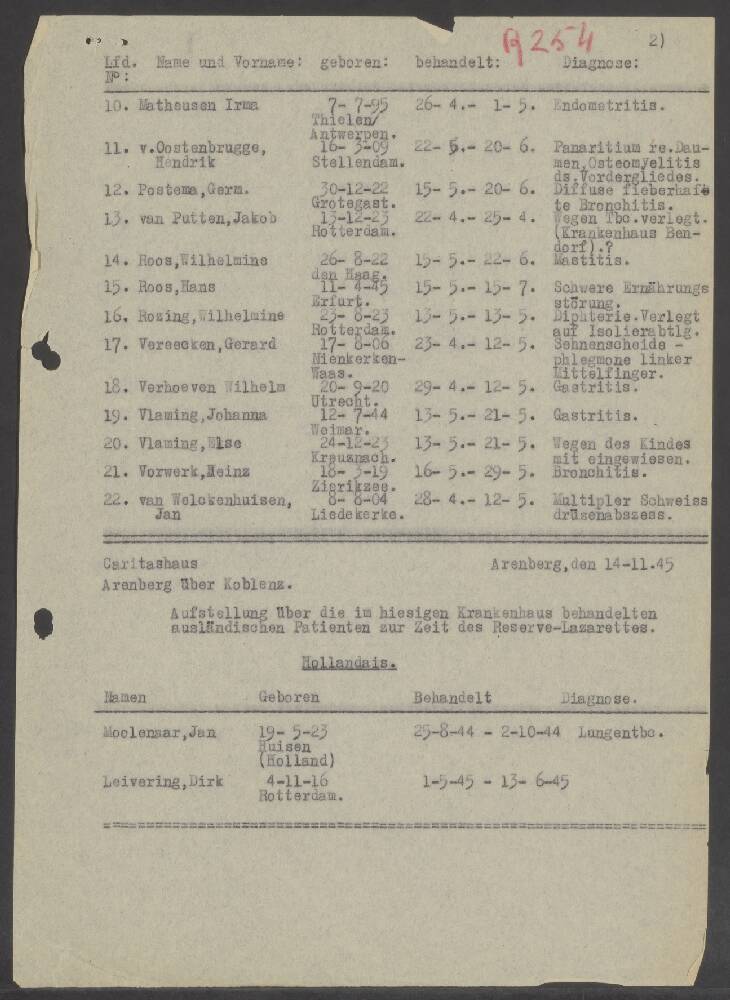 R 254
2)
Lfd. Name und Vorname: geboren: behandelt: Diagnose:
No:
10. Matheusen Irma 7- 7-95 26- 4.- 1- 5. Endometritis.
Thielen/
Antwerpen.
11. v.Oostenbrugge, 16- 3-09 22- 5.- 20- 6. Panaritium re.Dau-
Hendrik Stellendam. men,Osteomyelitis
ds.Vordergliedes.
12. Postema,Germ. 30-12-22 15- 5.- 20- 6. Diffuse fieberhaf
Grotegast. te Bronchitis.
13. van Putten,Jakob 13-12-23 22- 4.- 25- 4. Wegen Tbc.verlegt.
Rotterdam. (Krankenhaus Ben-
dorf).?
14. Roos,Wilhelmine 26- 8-22 15- 5.- 22- 6. Mastitis.
den Haag.
15. Roos,Hans 11- 4-45 15- 5.- 15- 7. Schwere Ernährungs
Erfurt. störung.
16. Rozing,Wilhelmine 23- 8-23 13- 5.- 13- 5. Diphterie.Verlegt
Rotterdam. auf Isolierabtlg.
17. Vereecken,Gerard 17- 8-06 23- 4.- 12- 5. Sehnenscheide -
Nienkerken- phlegmone linker
Waas. Mittelfinger.
18. Verhoeven Wilhelm 20- 9-20 29- 4.- 12- 5. Gastritis.
Utrecht.
19. Vlaming,Johanna 12- 7-44 13- 5.- 21- 5. Gastritis.
Weimar.
20. Vlaming,Else 24-12-23 13- 5.- 21- 5. Wegen des Kindes
Kreuznach. mit eingewiesen.
21. Vorwerk,Heinz 18- 3-19 16- 5.- 29- 5. Bronchitis.
Zierikzee.
22. van Welckenhuisen, 8- 8-04 28- 4.- 12- 5. Multipler Schweiss
Jan Liedekerke. drüsenabszess.
Caritashaus Arenberg,den 14-11.45
Arenberg über Koblenz.
Aufstellung über die im hiesigen Krankenhaus behandelten
ausländischen Patienten zur Zeit des Reserve-Lazarettes.
Hollandais.
Namen Geboren Behandelt Diagnose.
Moolenaar,Jan 19- 5-23 25-8-44 - 2-10-44 Lungentbc.
Huisen
(Holland)
Leivering,Dirk 4-11-16 1-5-45 - 13- 6-45
Rotterdam.